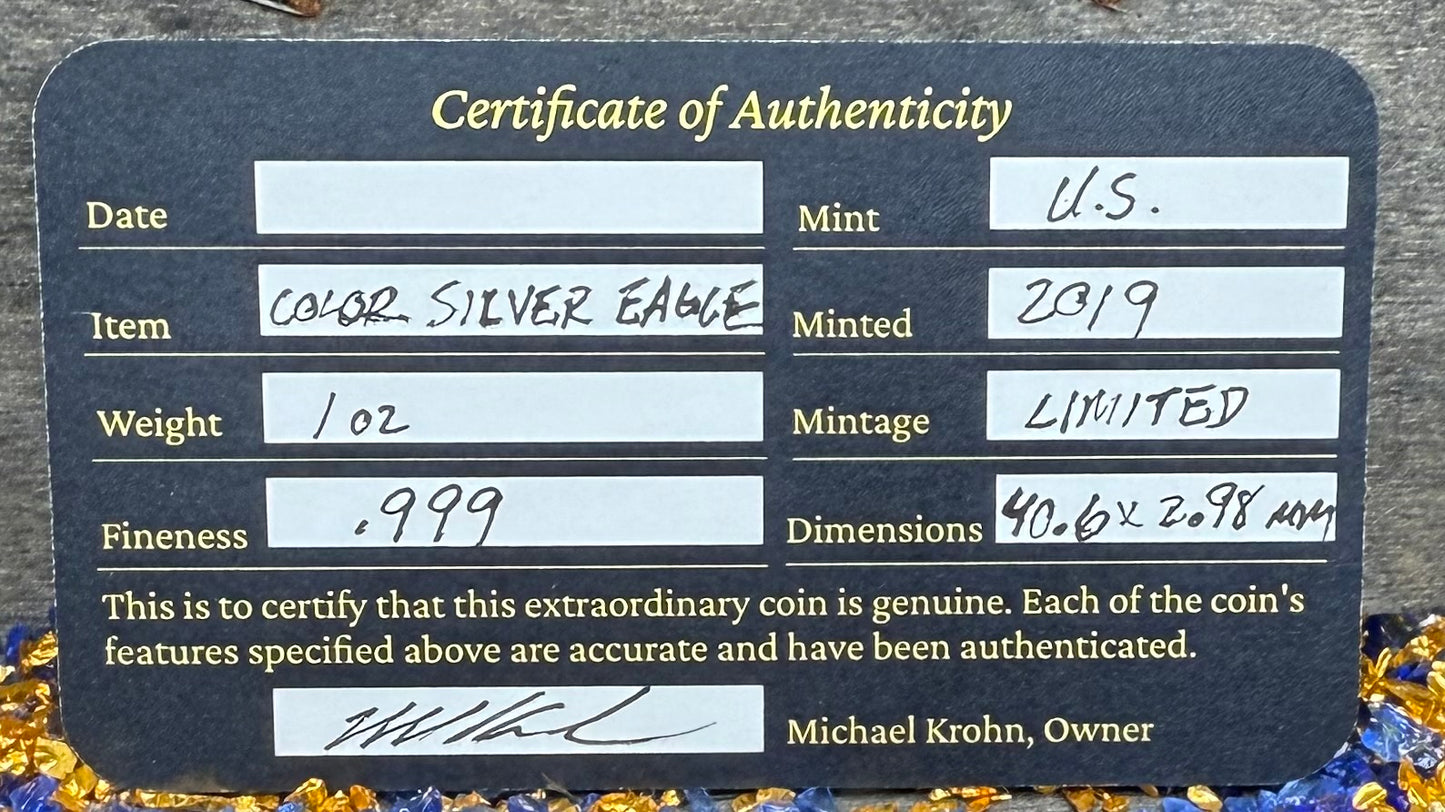 Certificate of Authenticity
Date
Mint U.S.
Item COLOR SILVER EAGLE
Minted 2019
Weight 1 oz
Mintage LIMITED
Fineness .999
Dimensions 40.6 x 2.98 mm
This is to certify that this extraordinary coin is genuine. Each of the coin's
features specified above are accurate and have been authenticated.
Michael Krohn, Owner